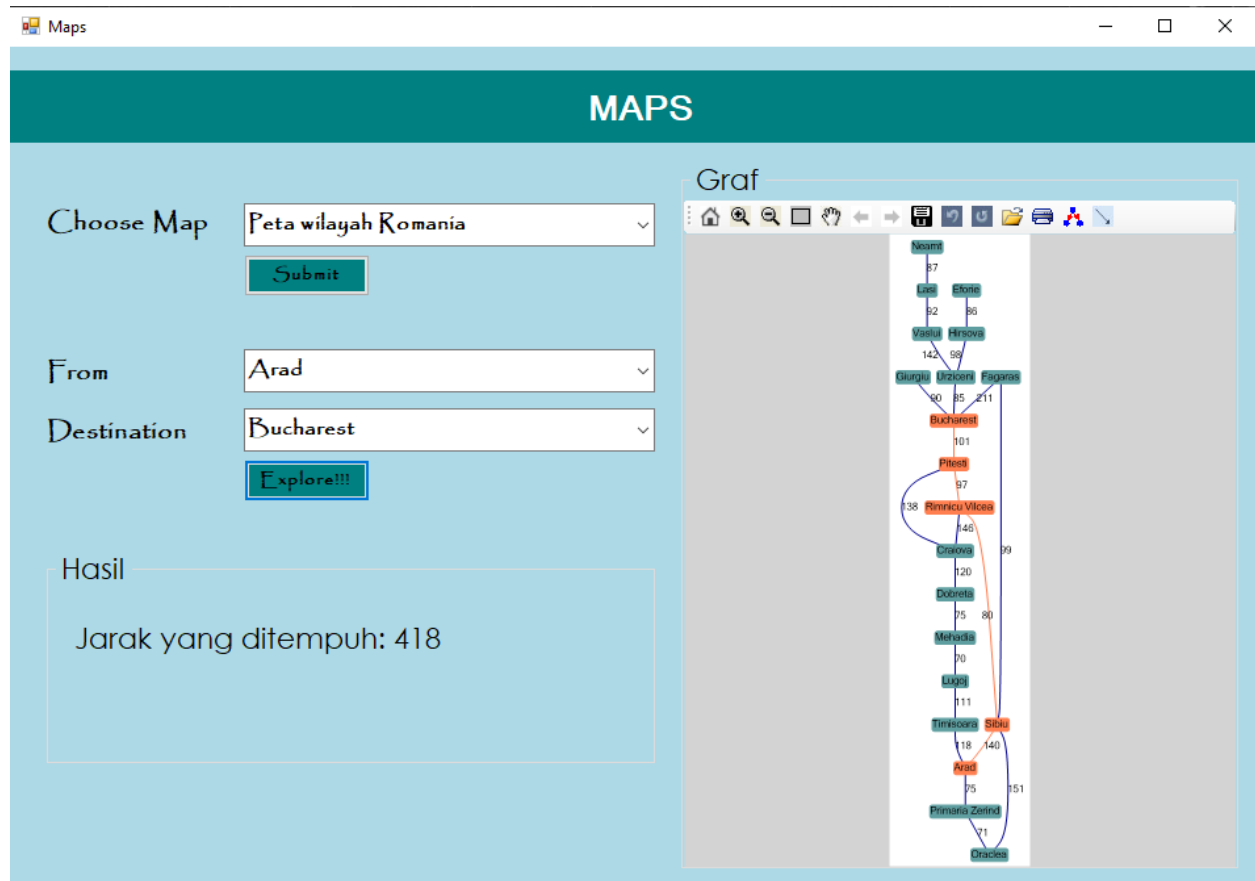 Maps
MAPS
Choose Map
Peta wilayah Romania
Submit
From
Arad
Destination
Bucharest
Explore!!!
Hasil
Jarak yang ditempuh: 418
Graf
Neamt
87
Lasi
Eforie
92
86
Vaslui
Hirsova
142
98
Giurgiu
Urziceni
Fagaras
90
85
211
Bucharest
101
Pitesti
97
138
Rimnicu Vilcea
146
Craiova
99
120
Dobreta
75
80
Mehadia
70
Lugoj
111
Timisoara
Sibiu
118
140
Arad
75
151
Primaria Zerind
71
Oraclea